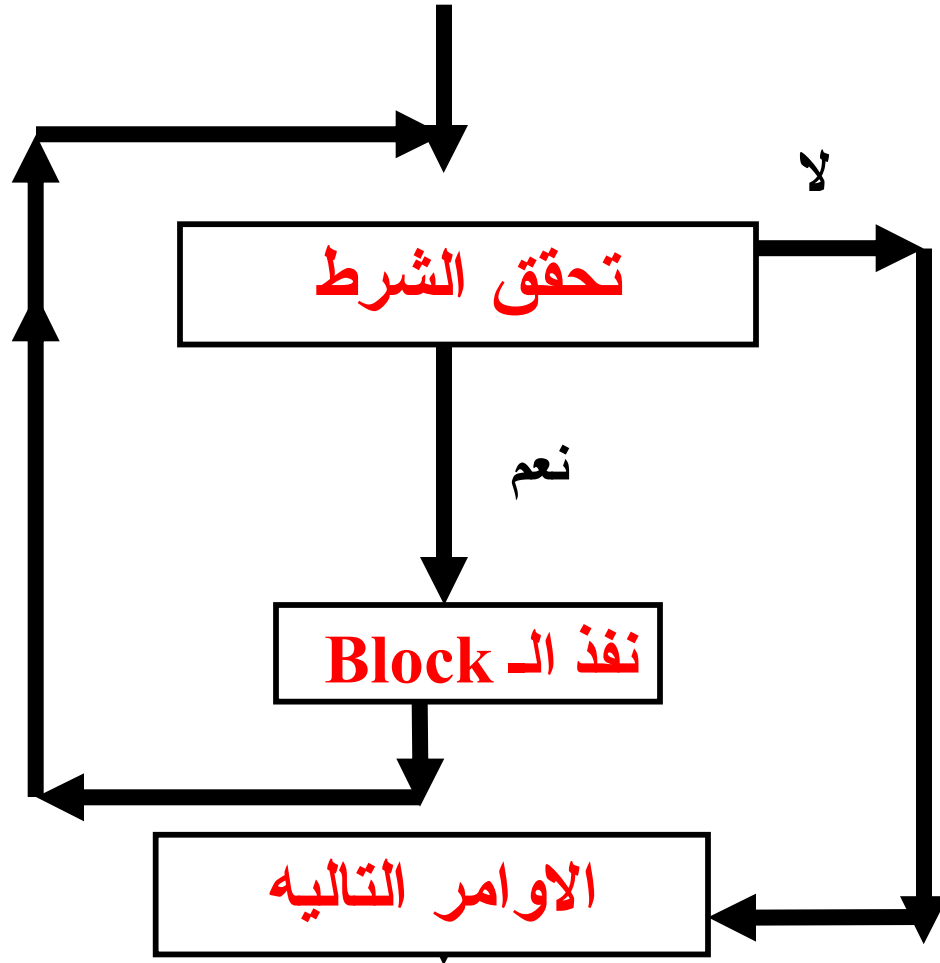 لا
تحقق الشرط
نعم
نفذ الـ Block
الاوامر التاليه